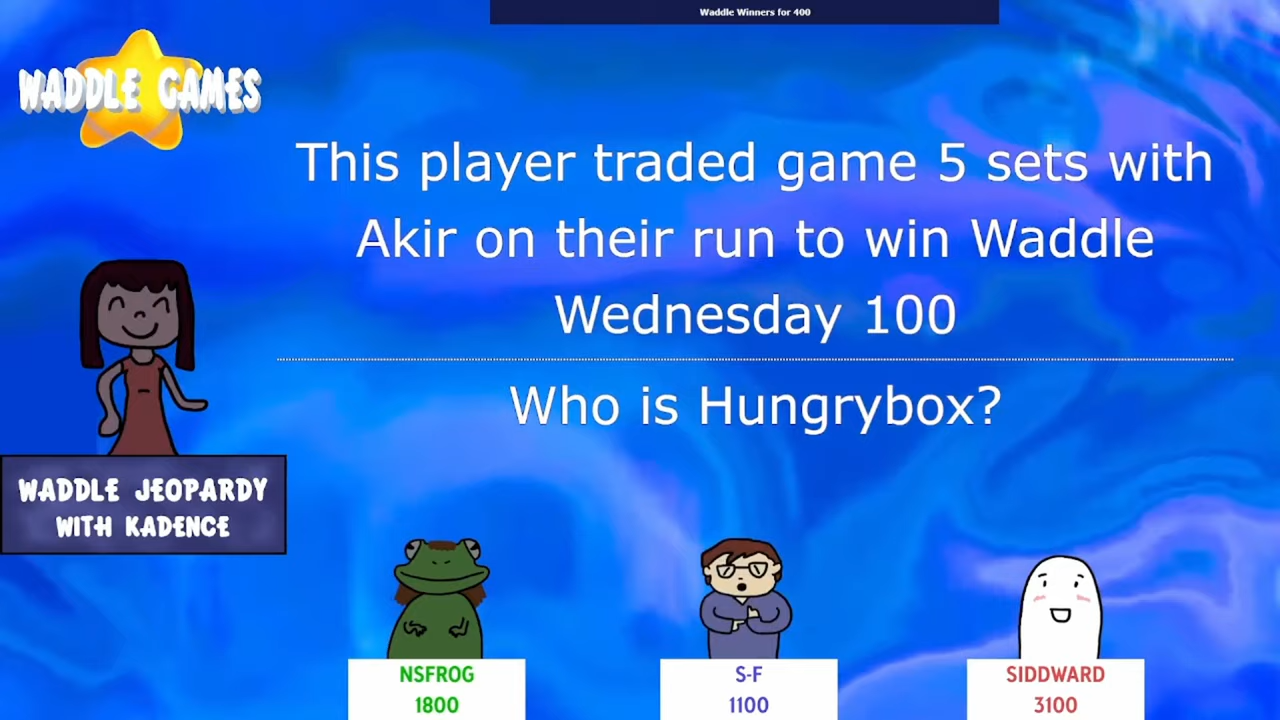 Waddle Winners for 400
WADDLE GAMES
This player traded game 5 sets with
Akir on their run to win Waddle
Wednesday 100
Who is Hungrybox?
WADDLE JEOPARDY
WITH KADENCE
NSFROG
1800
S-F
1100
SIDDWARD
3100